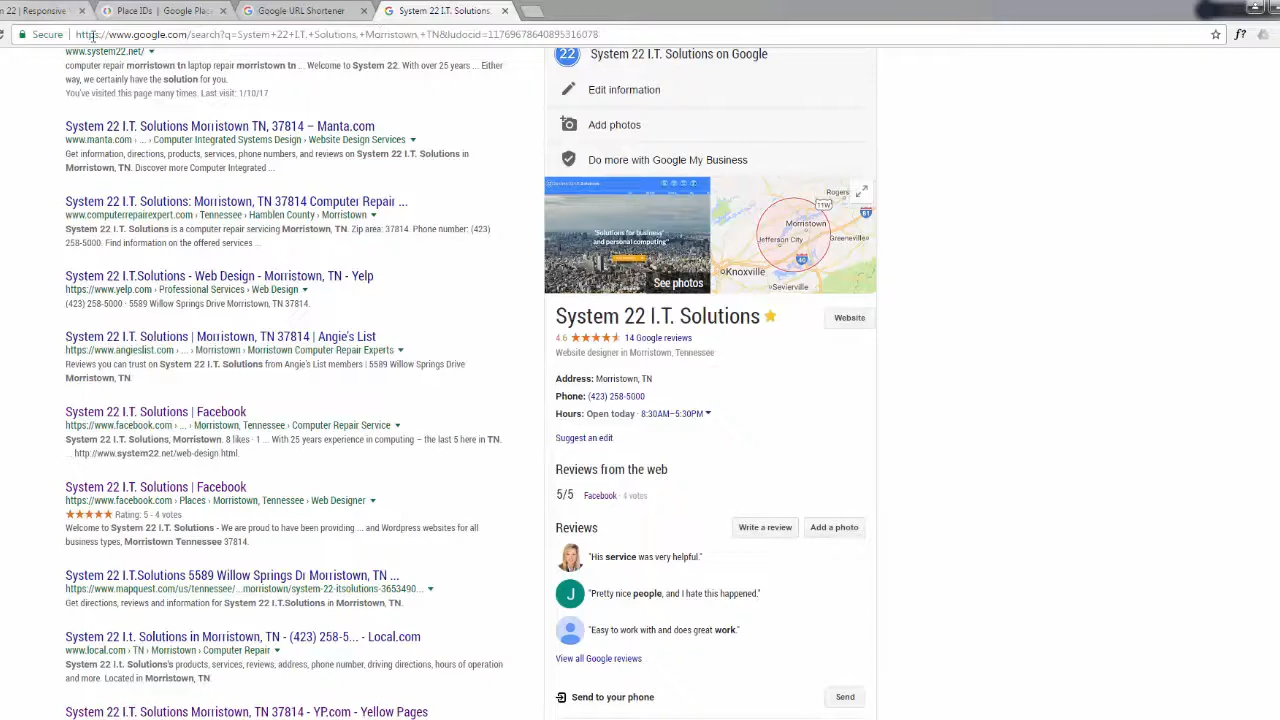 m 22 | Responsive
Place IDs | Google Plac
Google URL Shortener
System 22 I.T. Solutions,
Secure
https://www.google.com/search?q=System+22+I.T.+Solutions,+Morristown,+TN&ludocid=11769678640895316078
www.system22.net/
computer repair morristown tn laptop repair morristown tn ... Welcome to System 22. With over 25 years ... Either
way, we certainly have the solution for you.
You've visited this page many times. Last visit: 1/10/17
System 22 I.T. Solutions Morristown TN, 37814 – Manta.com
www.manta.com › ... › Computer Integrated Systems Design › Website Design Services
Get information, directions, products, services, phone numbers, and reviews on System 22 I.T. Solutions in
Morristown, TN. Discover more Computer Integrated ...
System 22 I.T. Solutions: Morristown, TN 37814 Computer Repair ...
www.computerrepairexpert.com › Tennessee › Hamblen County › Morristown
System 22 I.T. Solutions is a computer repair servicing Morristown, TN. Zip area: 37814. Phone number: (423)
258-5000. Find information on the offered services ...
System 22 I.T.Solutions - Web Design - Morristown, TN - Yelp
https://www.yelp.com › Professional Services › Web Design
(423) 258-5000 · 5589 Willow Springs Drive Morristown, TN 37814.
System 22 I.T. Solutions | Morristown, TN 37814 | Angie's List
https://www.angieslist.com › ... › Morristown › Morristown Computer Repair Experts
Reviews you can trust on System 22 I.T. Solutions from Angie's List members | 5589 Willow Springs Drive
Morristown, TN
System 22 I.T. Solutions | Facebook
https://www.facebook.com › ... › Morristown, Tennessee › Computer Repair Service
System 22 I.T. Solutions, Morristown. 8 likes · 1 ... With 25 years experience in computing – the last 5 here in TN.
... http://www.system22.net/web-design.html.
System 22 I.T. Solutions | Facebook
https://www.facebook.com › Places › Morristown, Tennessee › Web Designer
Rating: 5 - 4 votes
Welcome to System 22 I.T. Solutions - We are proud to have been providing ... and Wordpress websites for all
business types, Morristown Tennessee 37814.
System 22 I.T.Solutions 5589 Willow Springs Dr Morristown, TN ...
https://www.mapquest.com/us/tennessee/...morristown/system-22-itsolutions-3653490...
Get directions, reviews and information for System 22 I.T.Solutions in Morristown, TN.
System 22 I.t. Solutions in Morristown, TN - (423) 258-5... - Local.com
www.local.com › TN › Morristown › Computer Repair
System 22 I.t. Solutions's products, services, reviews, address, phone number, driving directions, hours of operation
and more. Located in Morristown, TN
System 22 I.T. Solutions Morristown, TN 37814 - YP.com - Yellow Pages
22 System 22 I.T. Solutions on Google
Edit information
Add photos
Do more with Google My Business
"Solutions for business"
and personal computing"
See photos
Rogers
11W
81
Morristown
Jefferson City
Greeneville
40
Knoxville
Sevierville
System 22 I.T. Solutions
Website
4.6 14 Google reviews
Website designer in Morristown, Tennessee
Address: Morristown, TN
Phone: (423) 258-5000
Hours: Open today · 8:30AM–5:30PM
Suggest an edit
Reviews from the web
5/5 Facebook · 4 votes
Reviews
Write a review
Add a photo
"His service was very helpful."
J "Pretty nice people, and I hate this happened."
"Easy to work with and does great work."
View all Google reviews
Send to your phone
Send